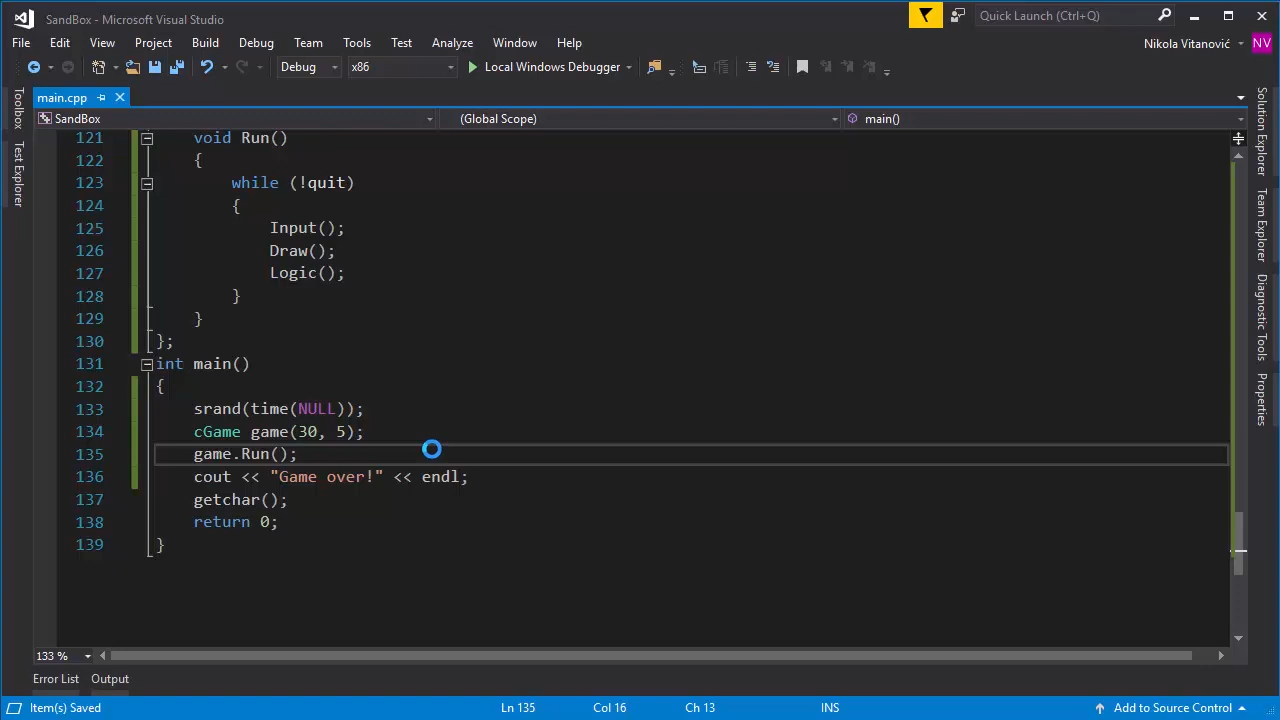 SandBox - Microsoft Visual Studio
Quick Launch (Ctrl+Q)
File Edit View Project Build Debug Team Tools Test Analyze Window Help
Nikola Vitanović NV
Debug x86 Local Windows Debugger
main.cpp
SandBox (Global Scope) main()
Toolbox
Test Explorer
121 void Run()
122 {
123 while (!quit)
124 {
125 Input();
126 Draw();
127 Logic();
128 }
129 }
130 };
131 int main()
132 {
133 srand(time(NULL));
134 cGame game(30, 5);
135 game.Run();
136 cout << "Game over!" << endl;
137 getchar();
138 return 0;
139 }
Solution Explorer
Team Explorer
Diagnostic Tools
Properties
133 %
Error List Output
Item(s) Saved Ln 135 Col 16 Ch 13 INS Add to Source Control